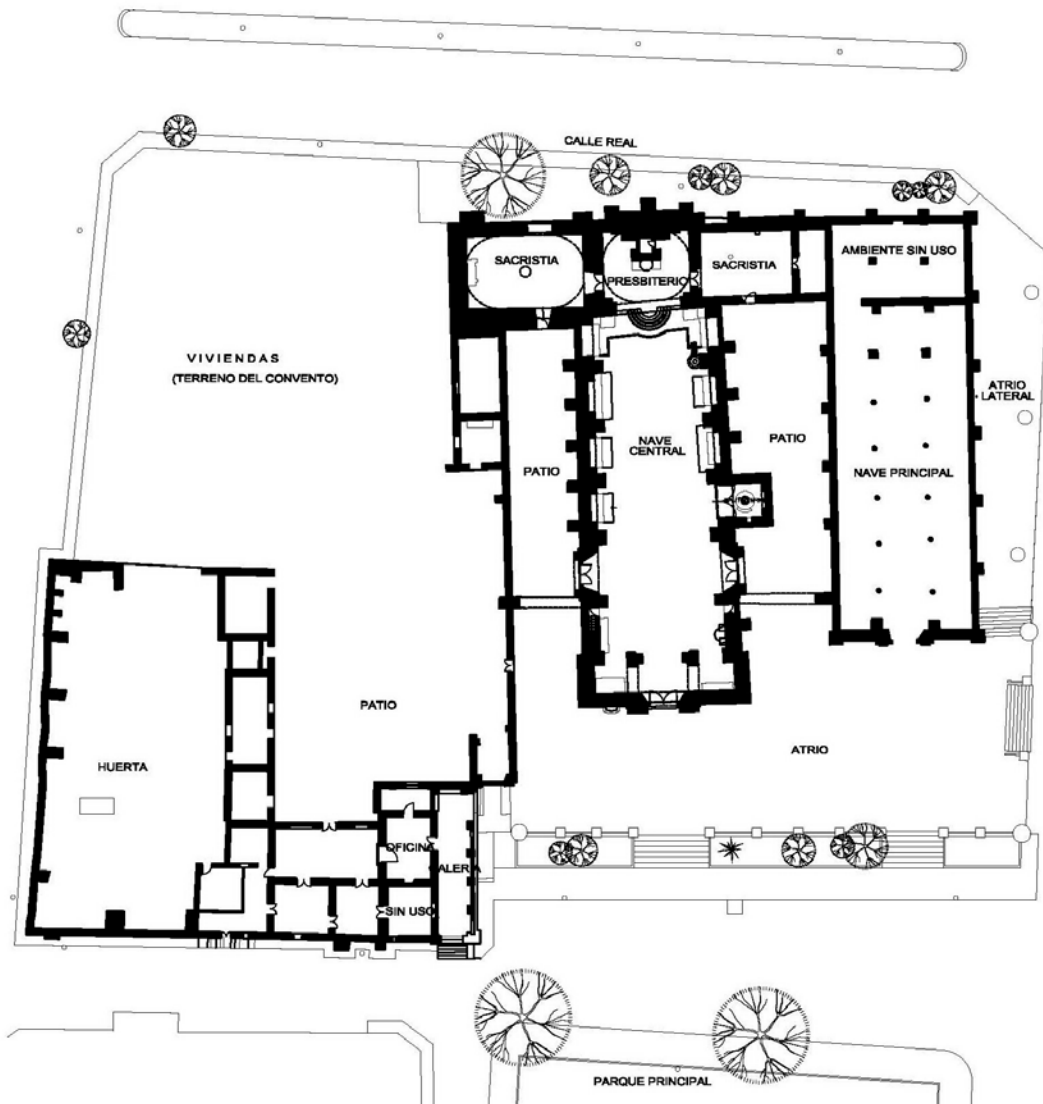 CALLE REAL
SACRISTIA
PRESBITERIO
SACRISTIA
AMBIENTE SIN USO
VIVIENDAS
(TERRENO DEL CONVENTO)
ATRIO
LATERAL
NAVE
CENTRAL
PATIO
PATIO
NAVE PRINCIPAL
PATIO
HUERTA
ATRIO
OFICINA
ALERIA
SIN USO
PARQUE PRINCIPAL